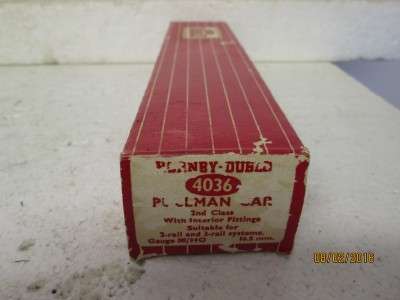 HORNBY-DUBLO
4036
PULLMAN CAR
2nd Class
With Interior Fittings
Suitable for
2-rail and 3-rail systems.
Gauge 00/HO 16.5 mm.
08/02/2018